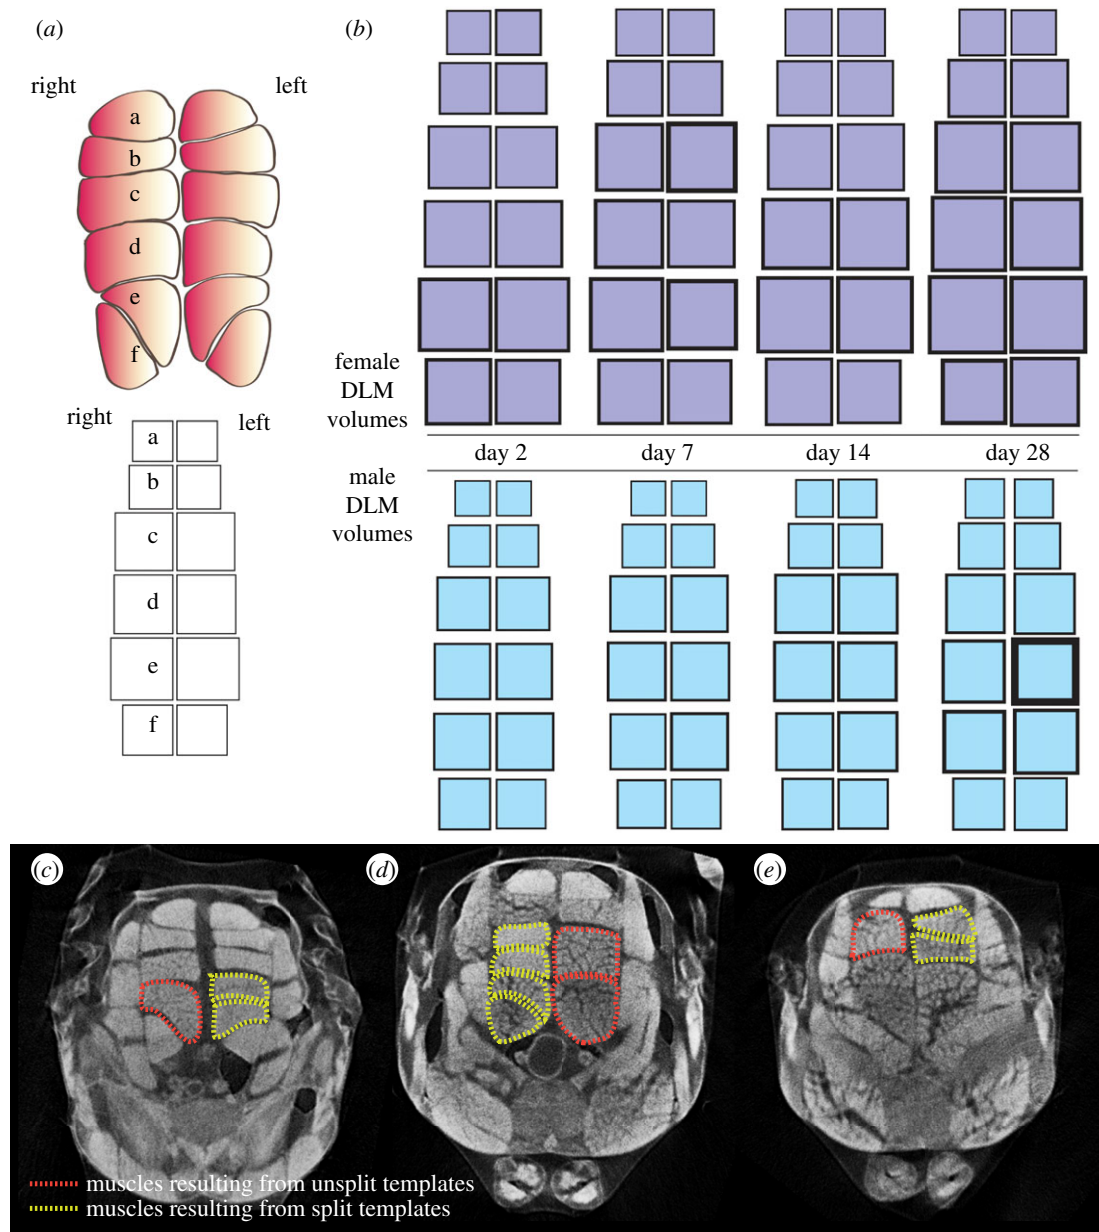 (a)
right
left
a
b
c
d
e
f
right
left
a
b
c
d
e
f
(b)
female
DLM
volumes
day 2
day 7
day 14
day 28
male
DLM
volumes
(c)
(d)
(e)
muscles resulting from unsplit templates
muscles resulting from split templates